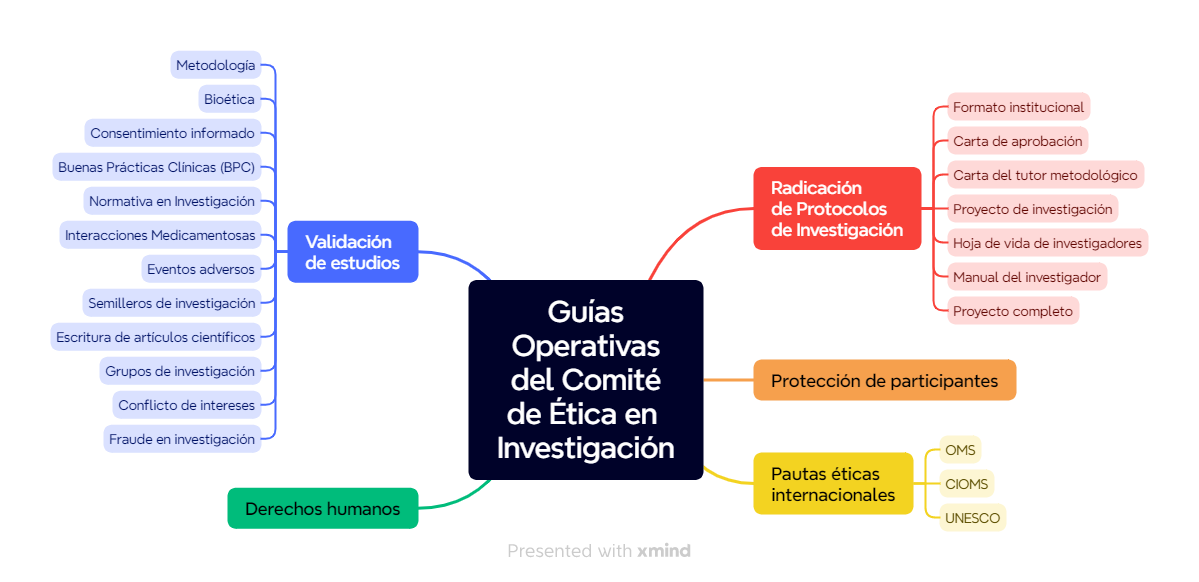 Guías
Operativas
del Comité
de Ética en
Investigación
Radicación
de Protocolos
de Investigación
Formato institucional
Carta de aprobación
Carta del tutor metodológico
Proyecto de investigación
Hoja de vida de investigadores
Manual del investigador
Proyecto completo
Protección de participantes
Pautas éticas
internacionales
OMS
CIOMS
UNESCO
Derechos humanos
Validación
de estudios
Metodología
Bioética
Consentimiento informado
Buenas Prácticas Clínicas (BPC)
Normativa en Investigación
Interacciones Medicamentosas
Eventos adversos
Semilleros de investigación
Escritura de artículos científicos
Grupos de investigación
Conflicto de intereses
Fraude en investigación
Presented with xmind